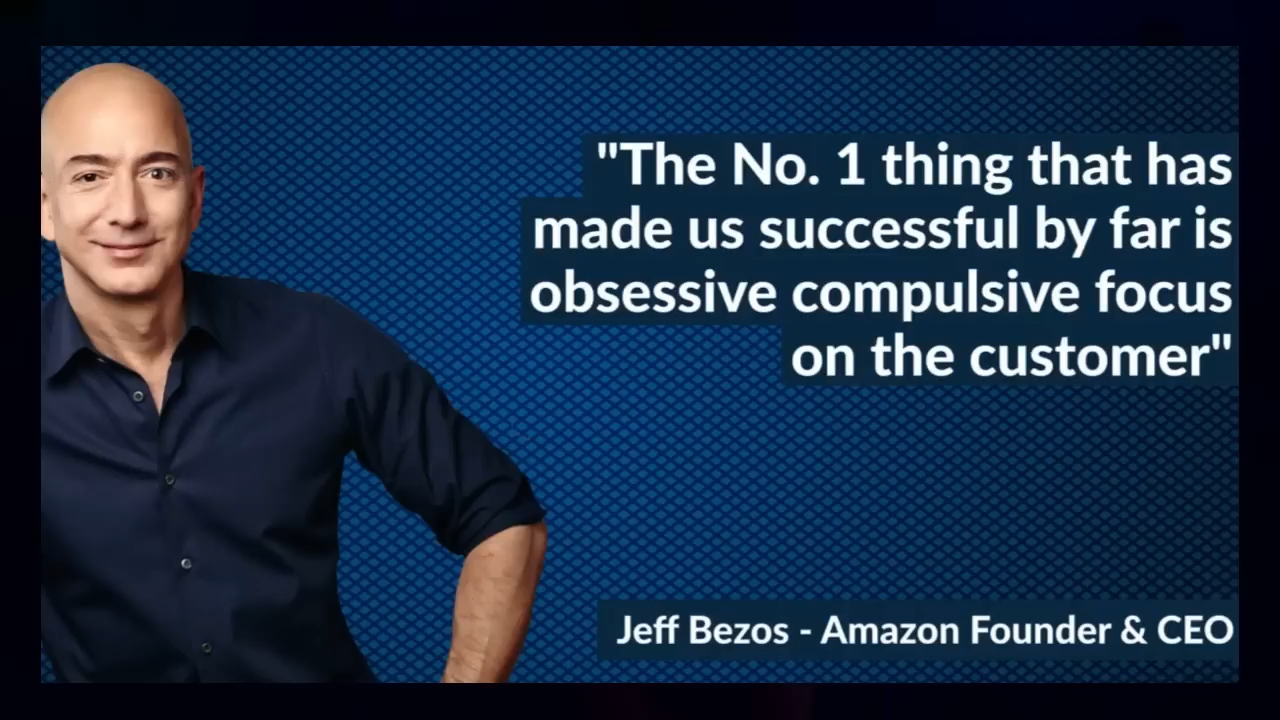 "The No. 1 thing that has
made us successful by far is
obsessive compulsive focus
on the customer"
Jeff Bezos - Amazon Founder & CEO